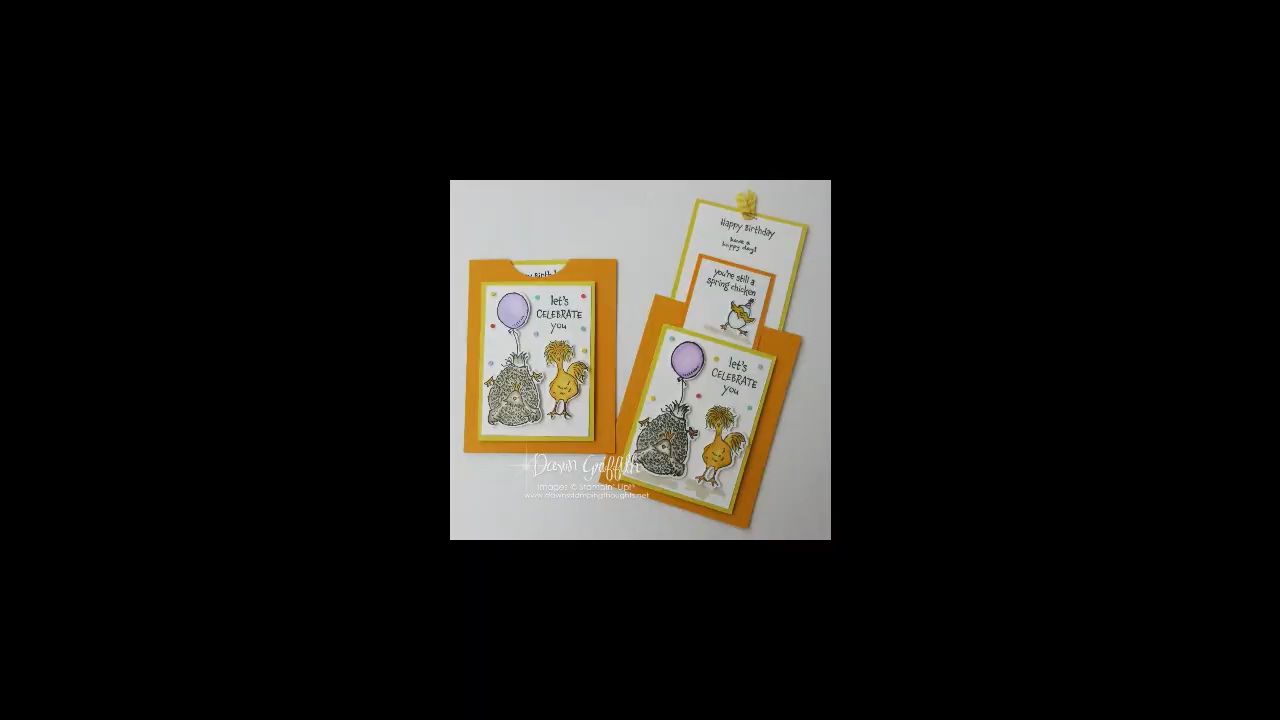 let's
CELEBRATE
you
Happy Birthday
have a
happy day!
you're still a
spring chicken
let's
CELEBRATE
you
Dawn Griffith
Images © Stampin' Up!®
www.dawnsstampingthoughts.net